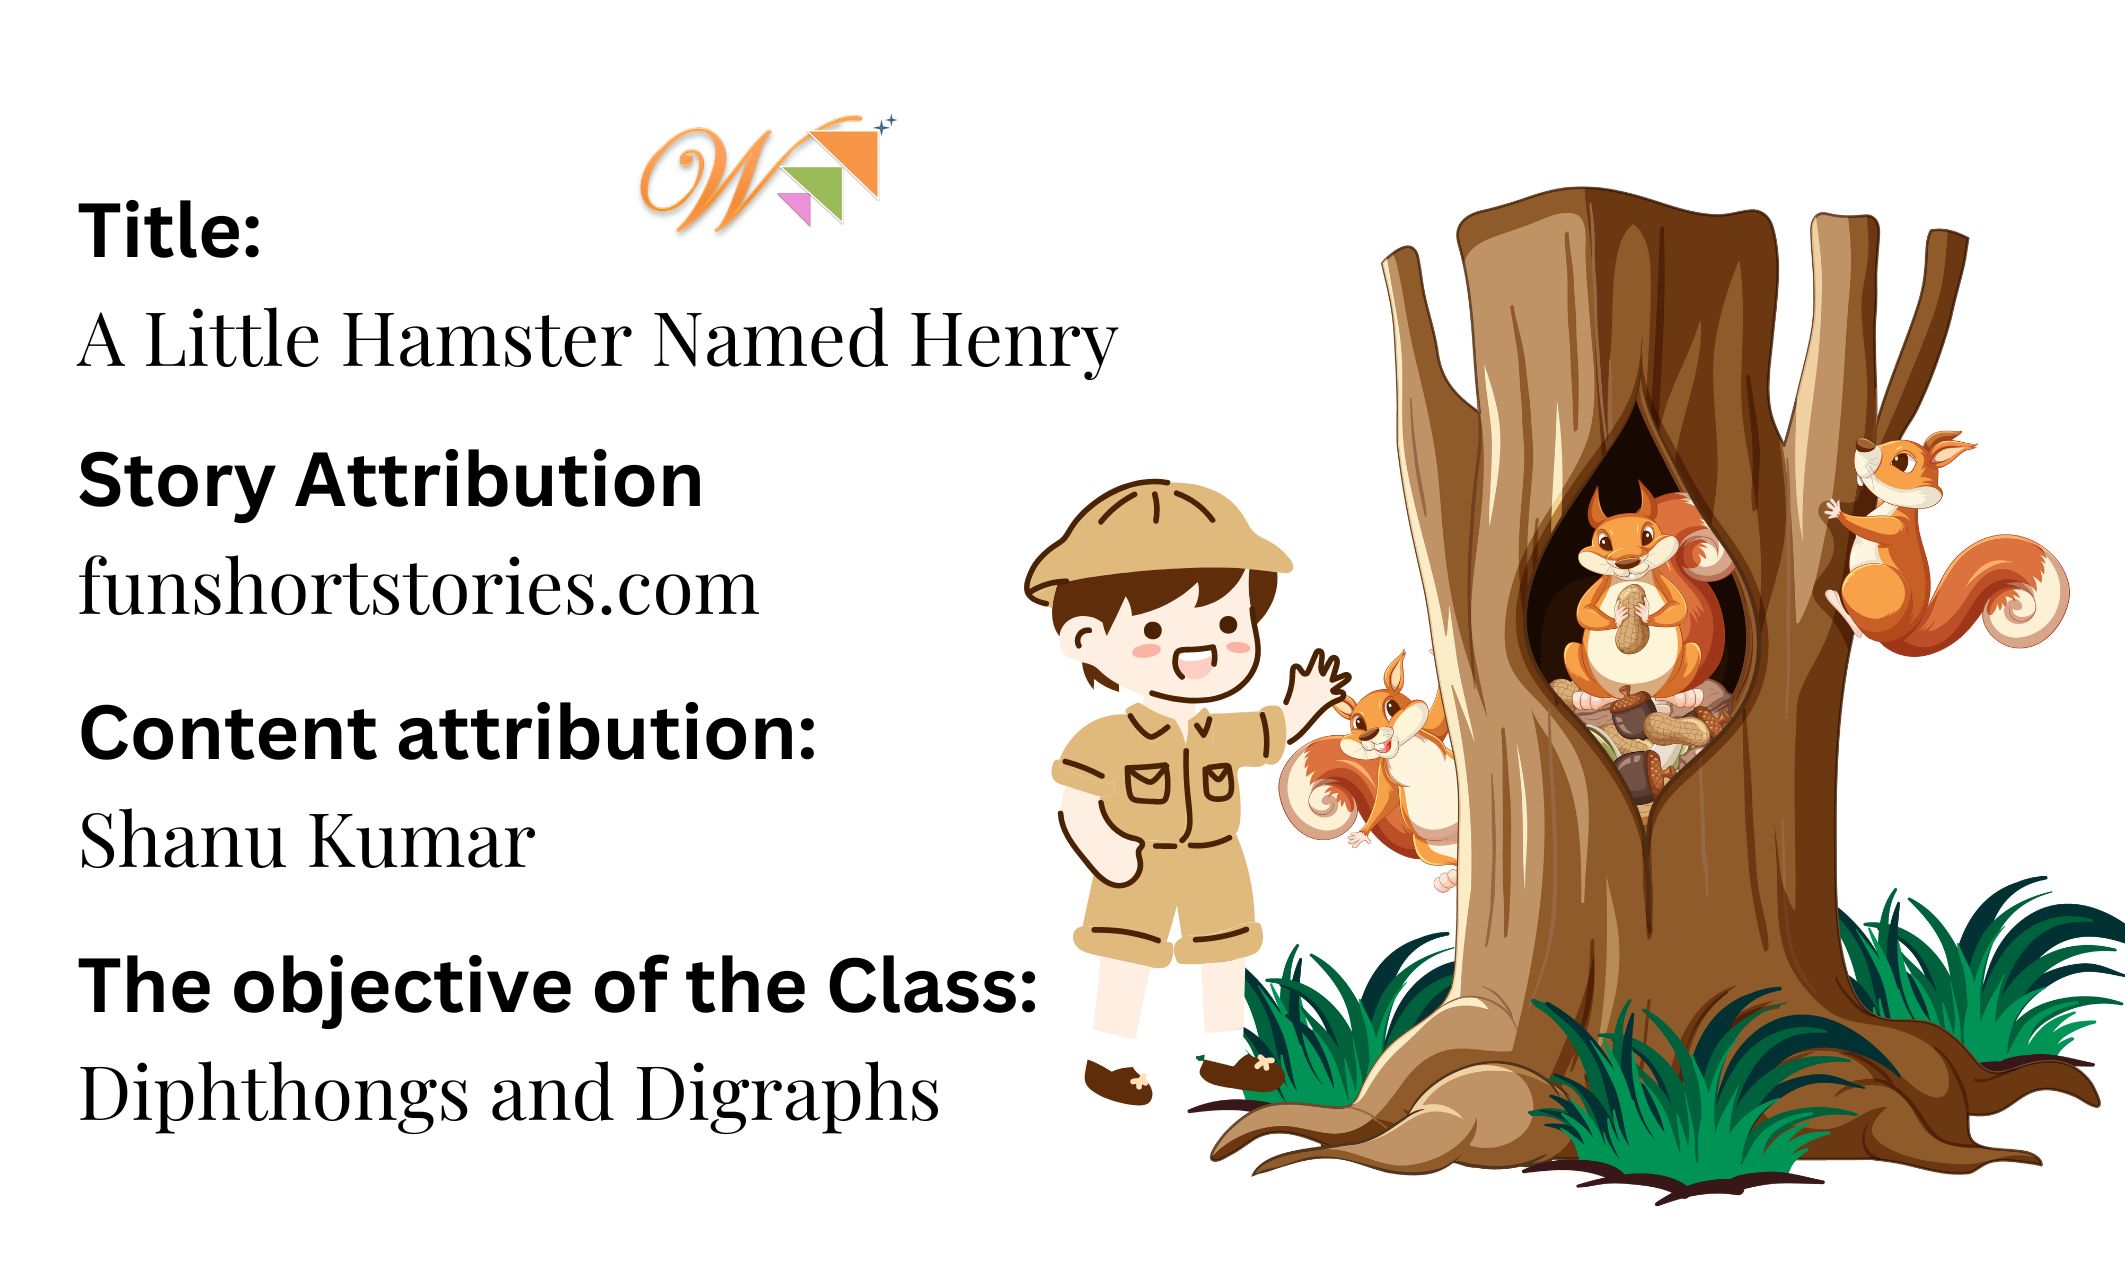 W
Title:
A Little Hamster Named Henry
Story Attribution
funshortstories.com
Content attribution:
Shanu Kumar
The objective of the Class:
Diphthongs and Digraphs